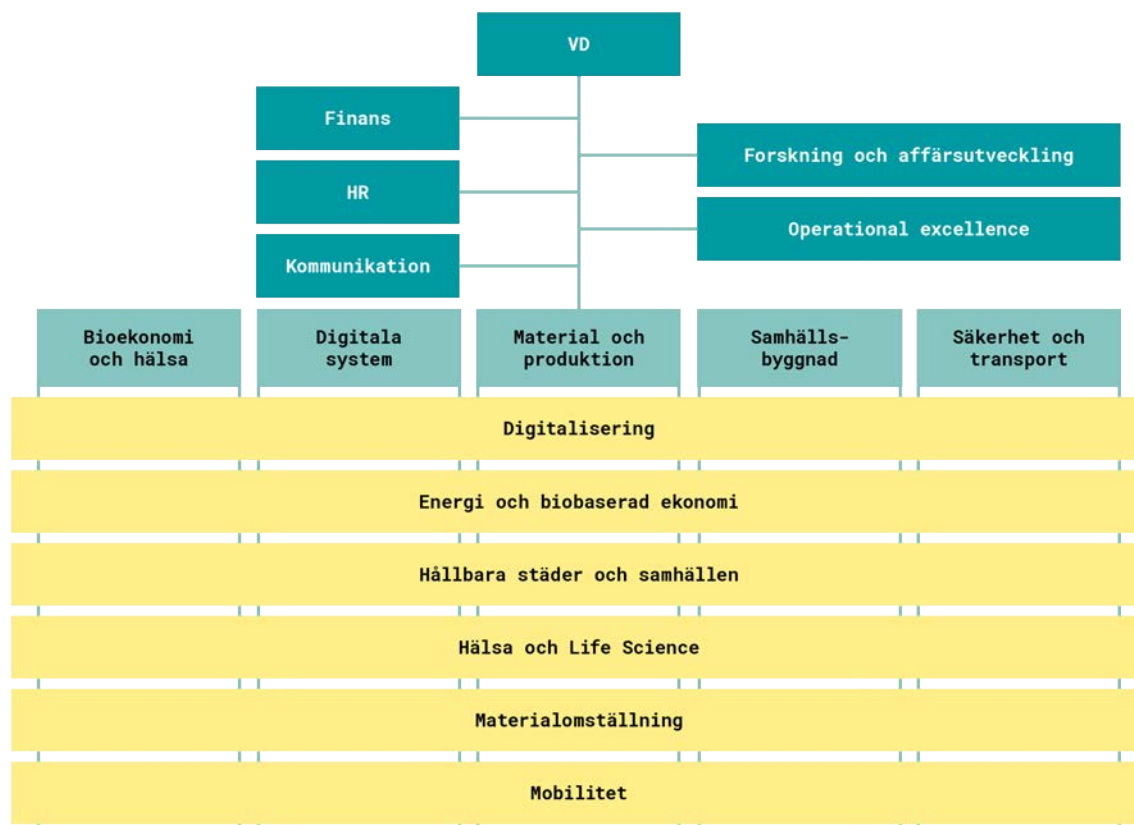 VD
Finans
Forskning och affärsutveckling
HR
Operational excellence
Kommunikation
Bioekonomi
och hälsa
Digitala
system
Material och
produktion
Samhälls-
byggnad
Säkerhet och
transport
Digitalisering
Energi och biobaserad ekonomi
Hållbara städer och samhällen
Hälsa och Life Science
Materialomställning
Mobilitet